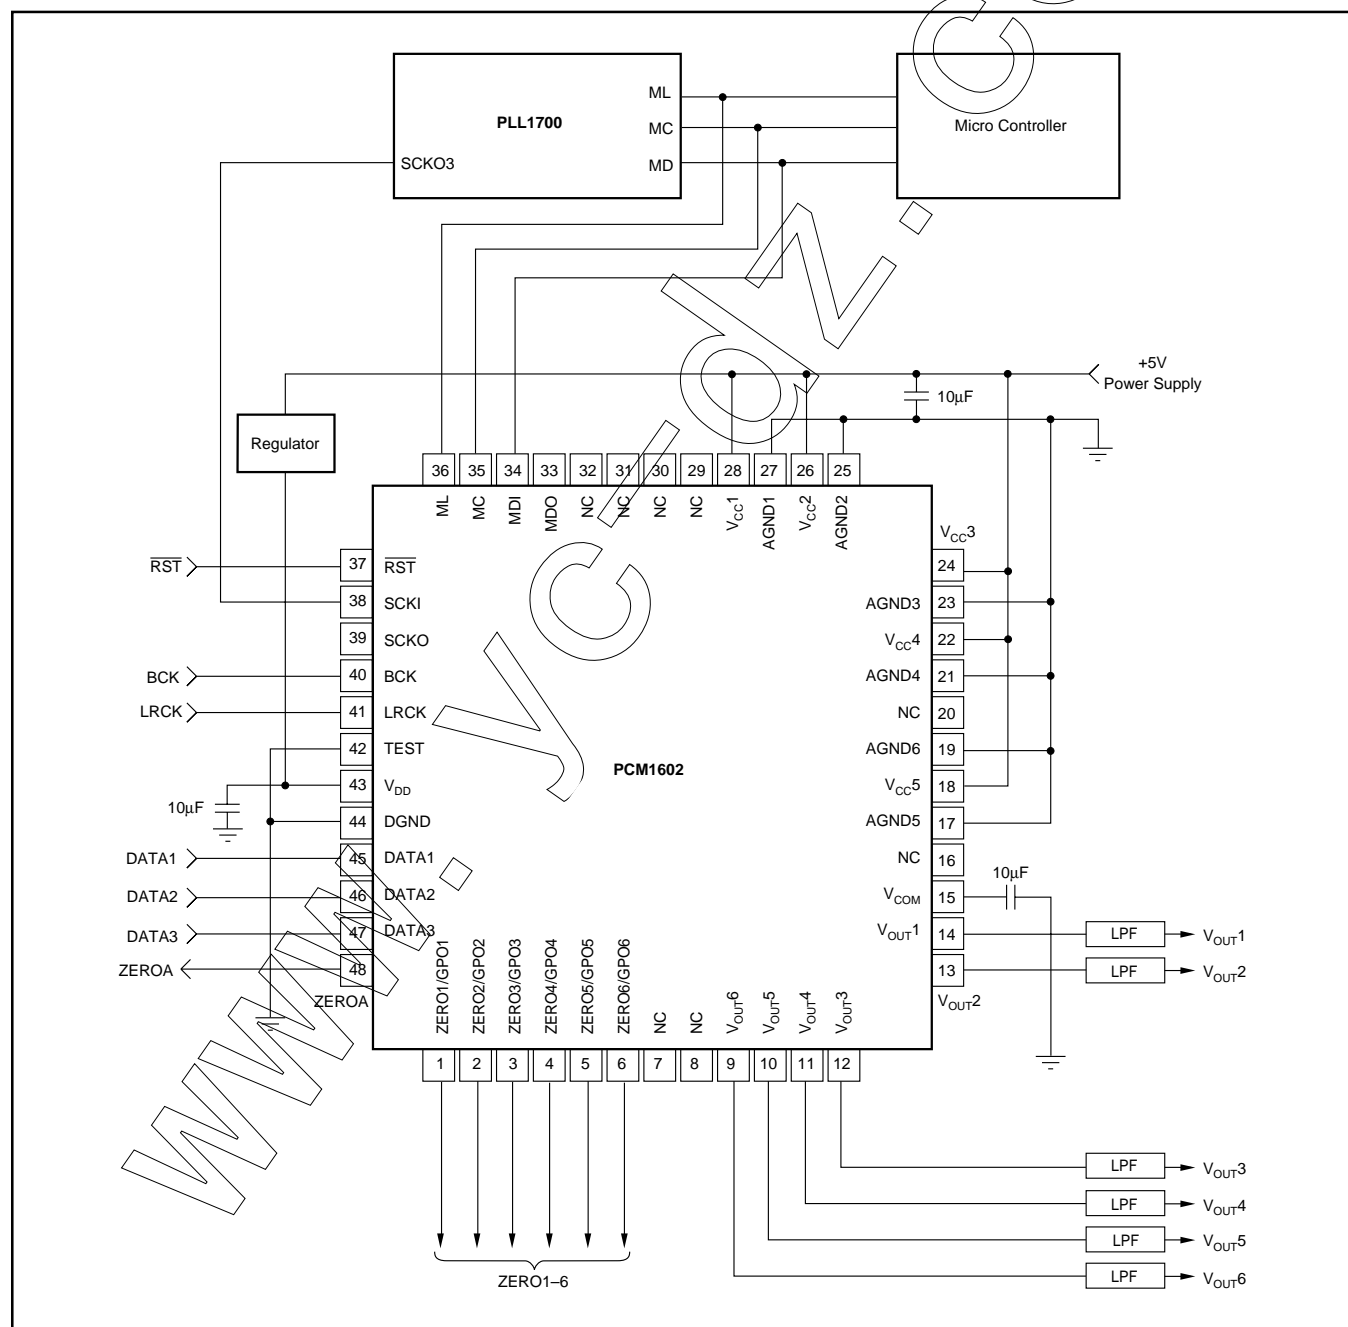 ML
PLL1700
MC
Micro Controller
SCKO3
MD
+5V
Power Supply
10µF
Regulator
36 35 34 33 32 31 30 29 28 27 26 25
ML MC MDI MDO NC NC NC NC VCC1 AGND1 VCC2 AGND2
VCC3
RST 37 RST
24
38 SCKI
AGND3 23
39 SCKO
VCC4 22
BCK 40 BCK
AGND4 21
LRCK 41 LRCK
NC 20
42 TEST
AGND6 19
PCM1602
43 VDD
VCC5 18
10µF
44 DGND
AGND5 17
DATA1 45 DATA1
NC 16
10µF
DATA2 46 DATA2
VCOM 15
DATA3 47 DATA3
VOUT1 14 LPF VOUT1
ZEROA 48
13 LPF VOUT2
ZEROA
VOUT2
ZERO1/GPO1 ZERO2/GPO2 ZERO3/GPO3 ZERO4/GPO4 ZERO5/GPO5 ZERO6/GPO6 NC NC VOUT6 VOUT5 VOUT4 VOUT3
1 2 3 4 5 6 7 8 9 10 11 12
LPF VOUT3
LPF VOUT4
LPF VOUT5
LPF VOUT6
ZERO1–6